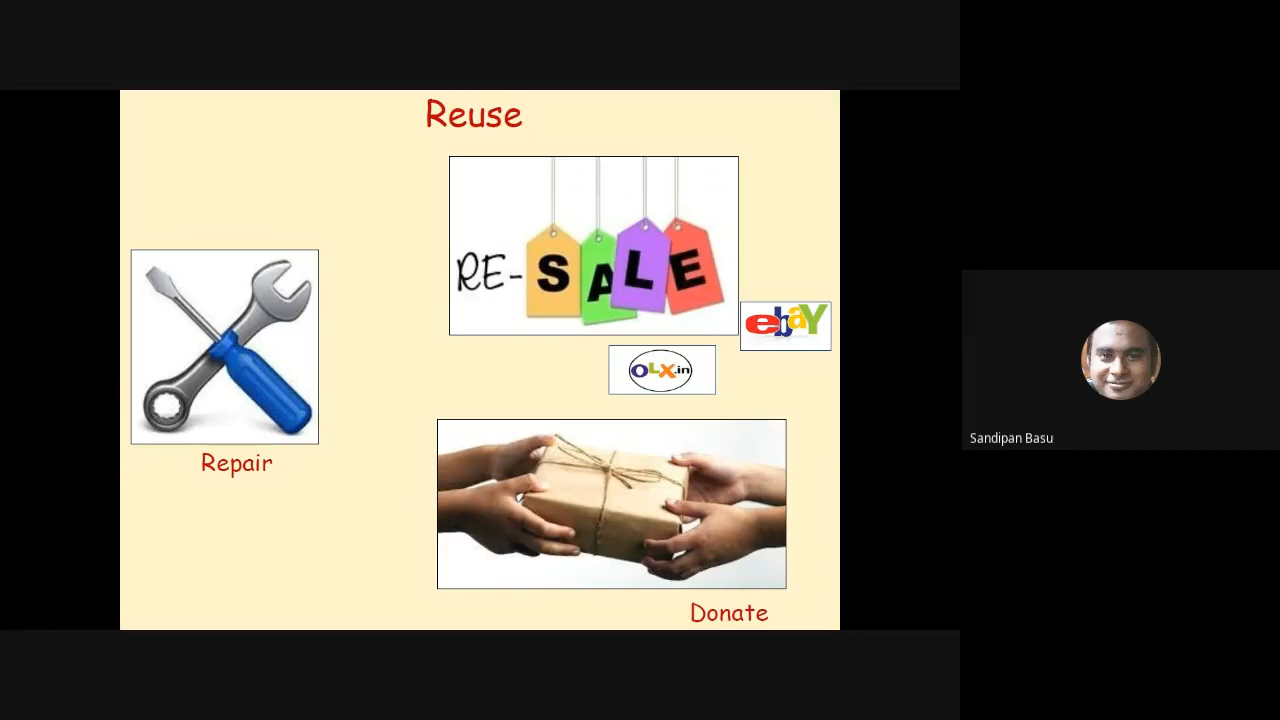 Reuse
RE-SALE
ebay
OLX.in
Repair
Sandipan Basu
Donate